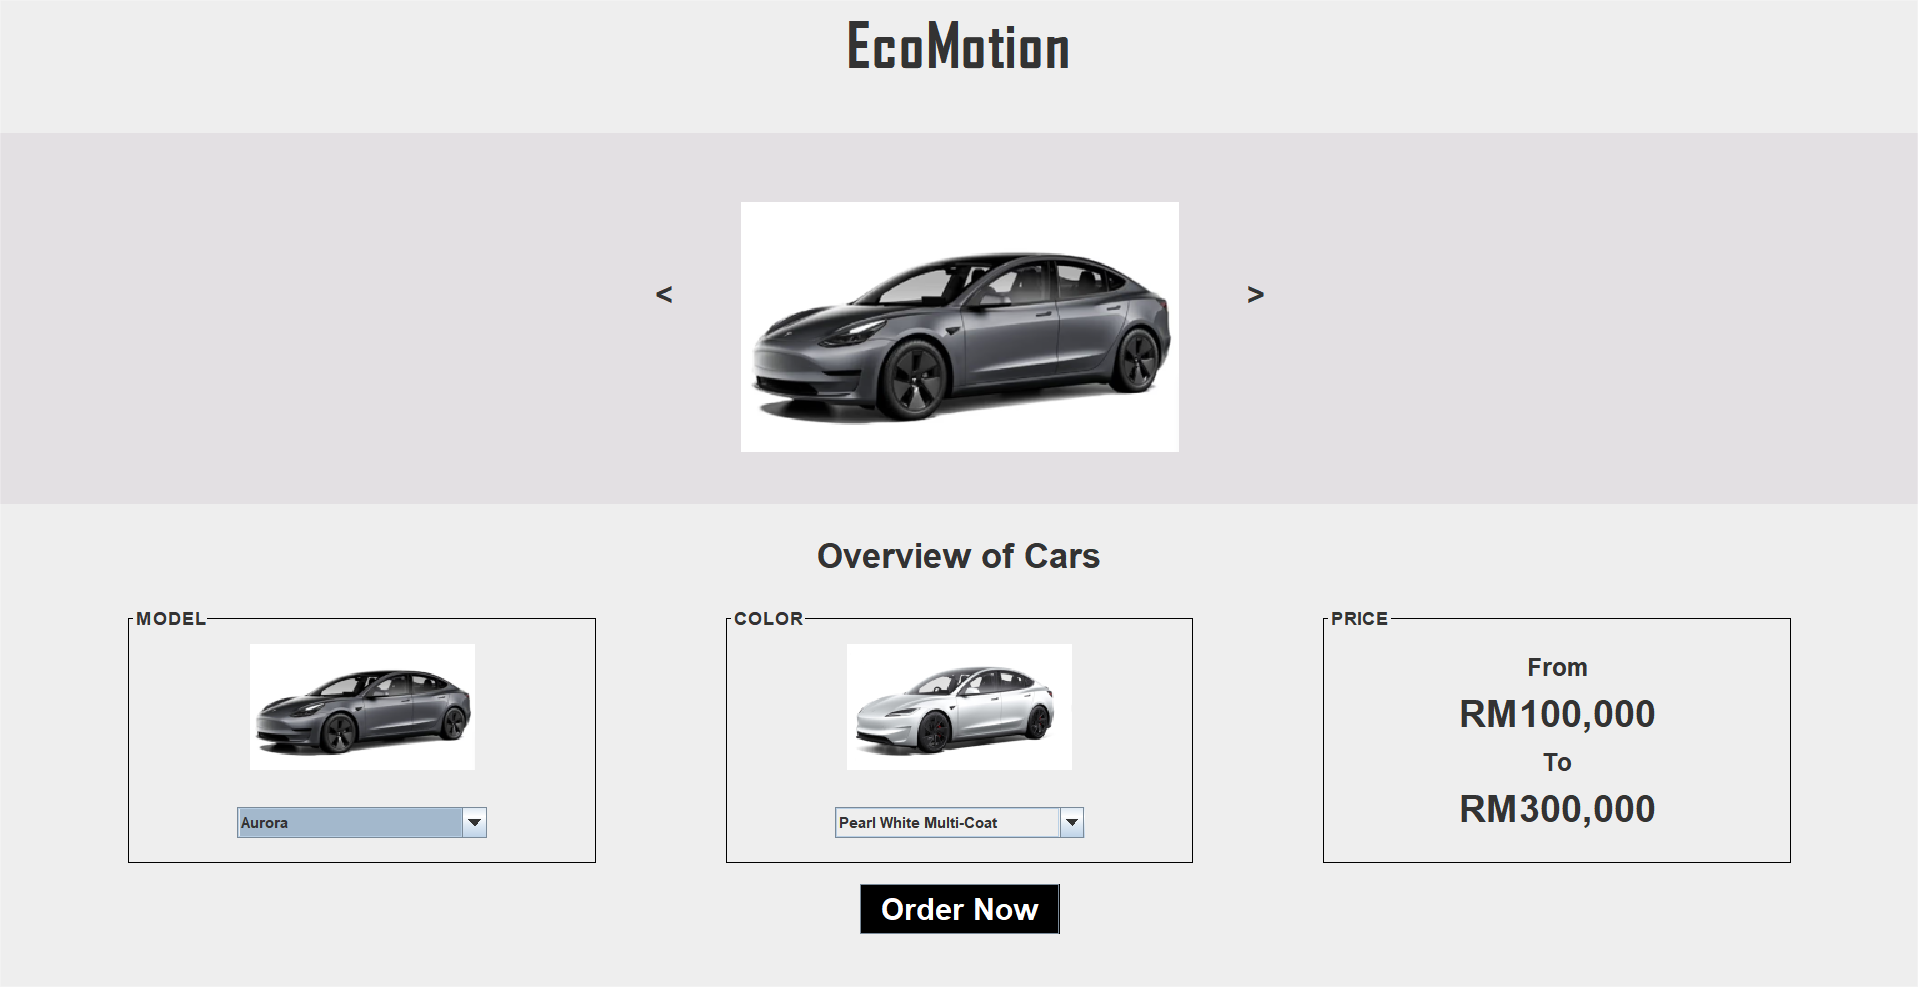 EcoMotion
<
>
Overview of Cars
MODEL
Aurora
COLOR
Pearl White Multi-Coat
PRICE
From
RM100,000
To
RM300,000
Order Now